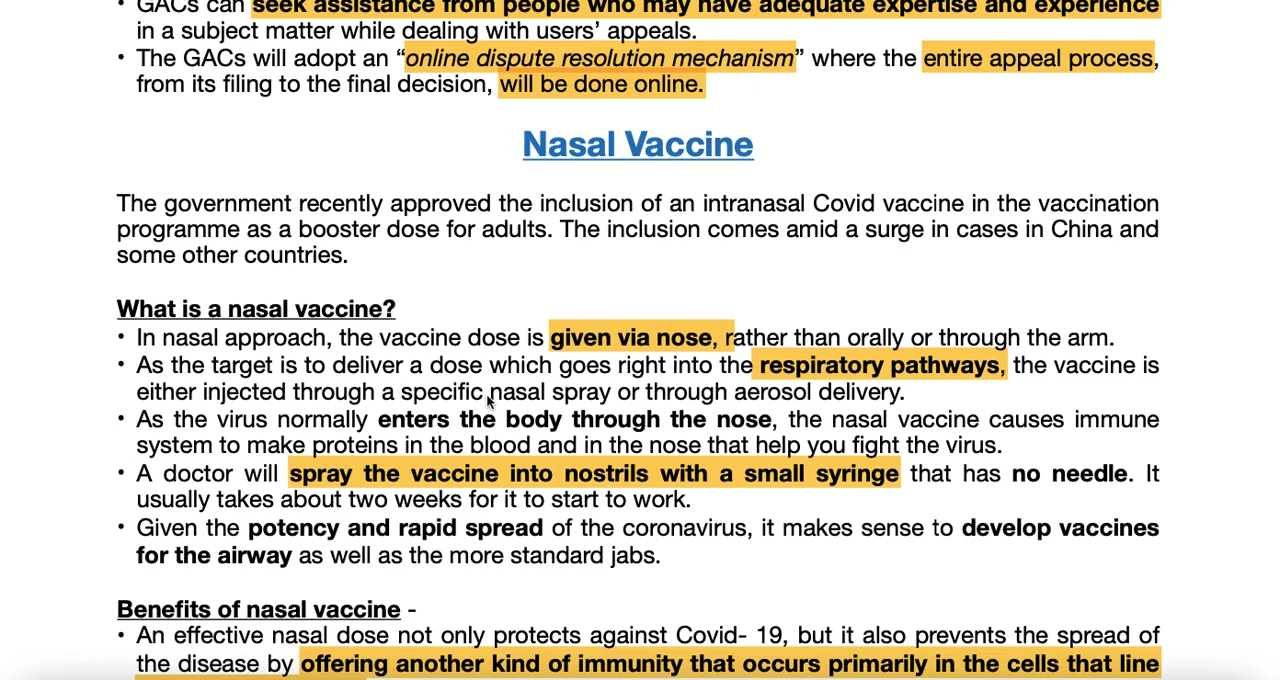 • GACs can seek assistance from people who may have adequate expertise and experience
in a subject matter while dealing with users’ appeals.
• The GACs will adopt an “online dispute resolution mechanism” where the entire appeal process,
from its filing to the final decision, will be done online.
Nasal Vaccine
The government recently approved the inclusion of an intranasal Covid vaccine in the vaccination
programme as a booster dose for adults. The inclusion comes amid a surge in cases in China and
some other countries.
What is a nasal vaccine?
• In nasal approach, the vaccine dose is given via nose, rather than orally or through the arm.
• As the target is to deliver a dose which goes right into the respiratory pathways, the vaccine is
either injected through a specific nasal spray or through aerosol delivery.
• As the virus normally enters the body through the nose, the nasal vaccine causes immune
system to make proteins in the blood and in the nose that help you fight the virus.
• A doctor will spray the vaccine into nostrils with a small syringe that has no needle. It
usually takes about two weeks for it to start to work.
• Given the potency and rapid spread of the coronavirus, it makes sense to develop vaccines
for the airway as well as the more standard jabs.
Benefits of nasal vaccine -
• An effective nasal dose not only protects against Covid- 19, but it also prevents the spread of
the disease by offering another kind of immunity that occurs primarily in the cells that line